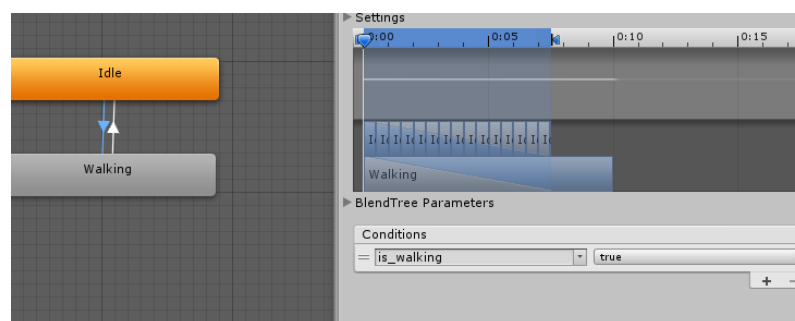 Settings
0:00
0:05
0:10
0:15
Idle
Walking
Walking
BlendTree Parameters
Conditions
is_walking
true